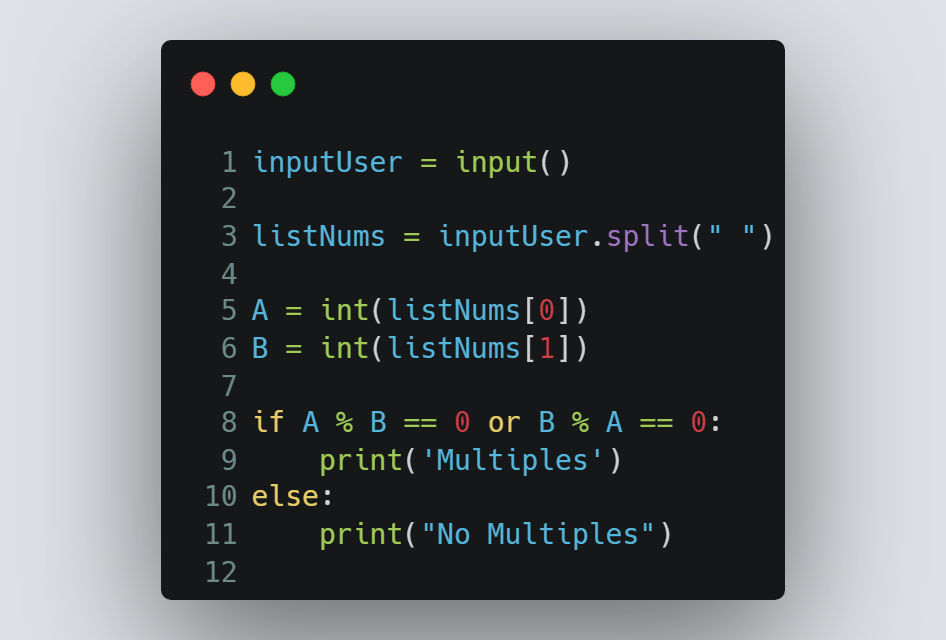 1 inputUser = input()
2
3 listNums = inputUser.split(" ")
4
5 A = int(listNums[0])
6 B = int(listNums[1])
7
8 if A % B == 0 or B % A == 0:
9     print('Multiples')
10 else:
11     print("No Multiples")
12